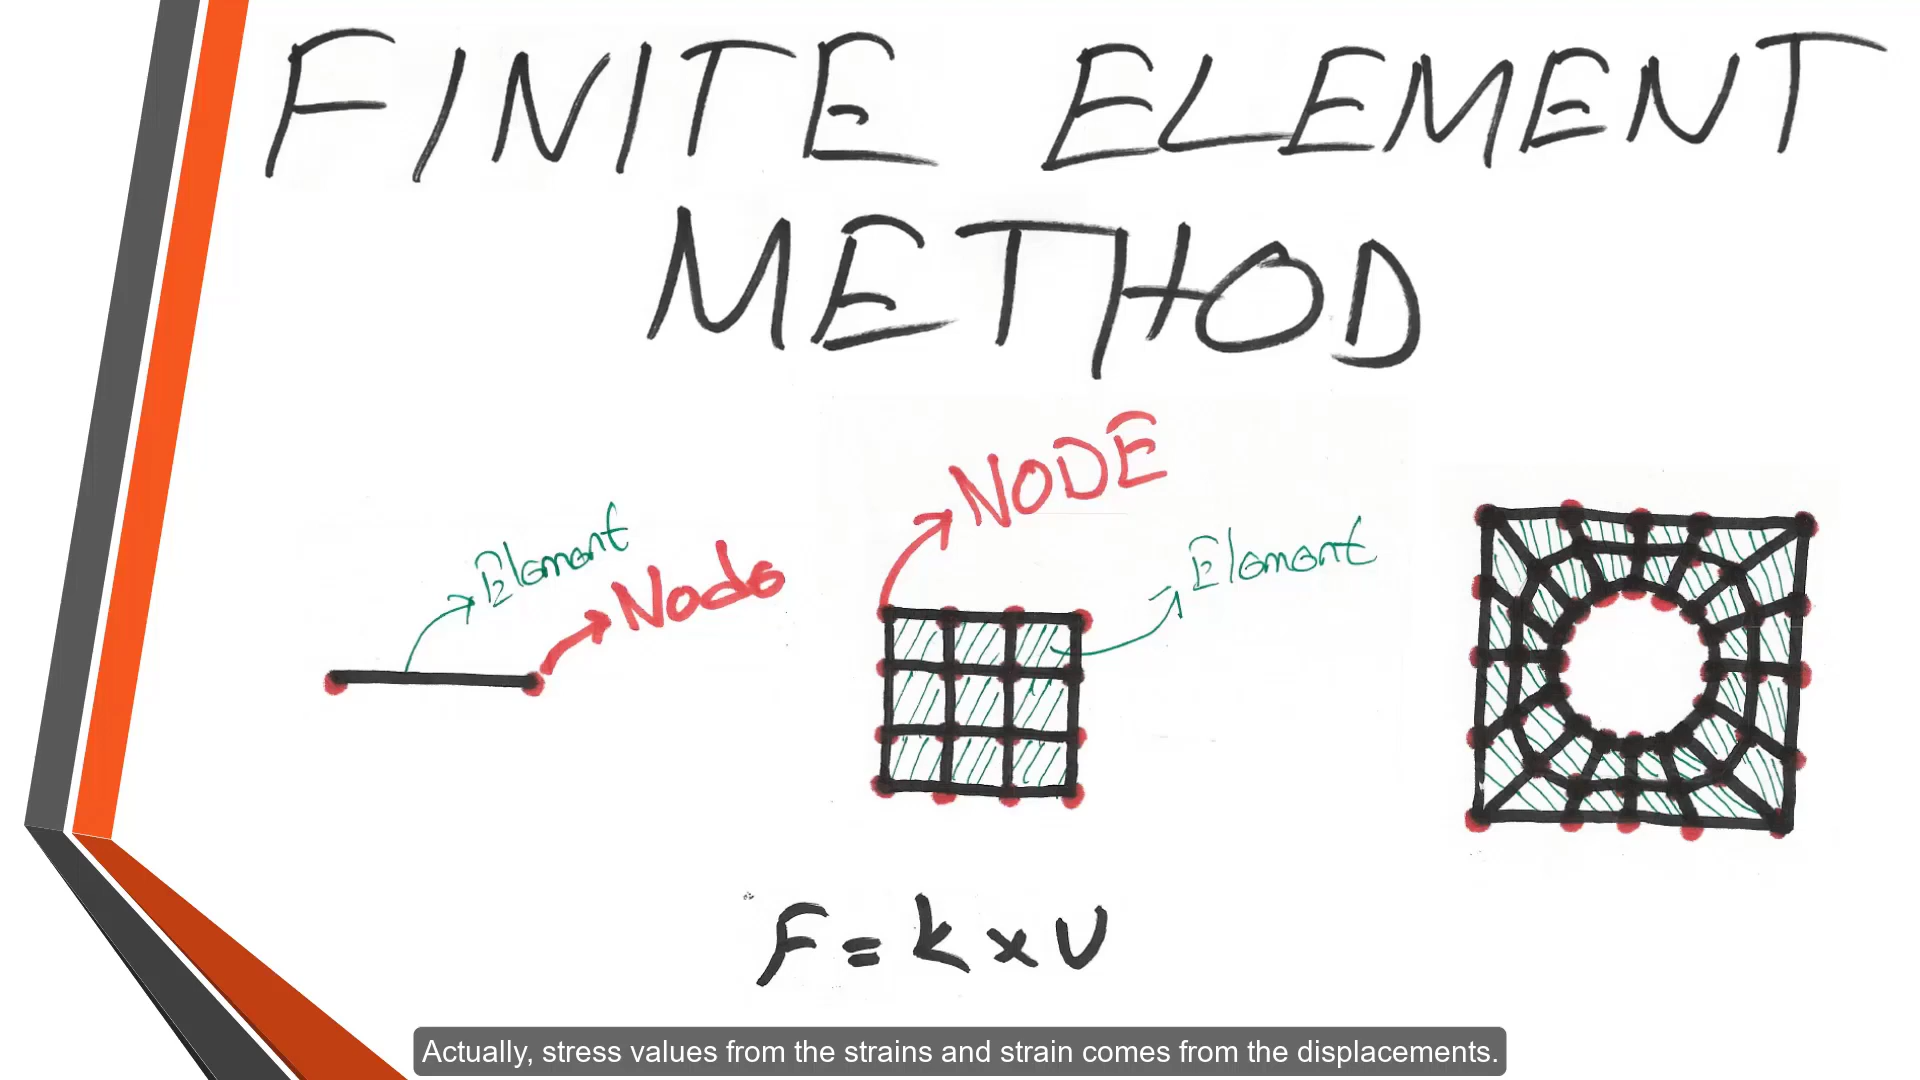 FINITE ELEMENT
METHOD
NODE
Element
Element
Node
F = k x U
Actually, stress values from the strains and strain comes from the displacements.